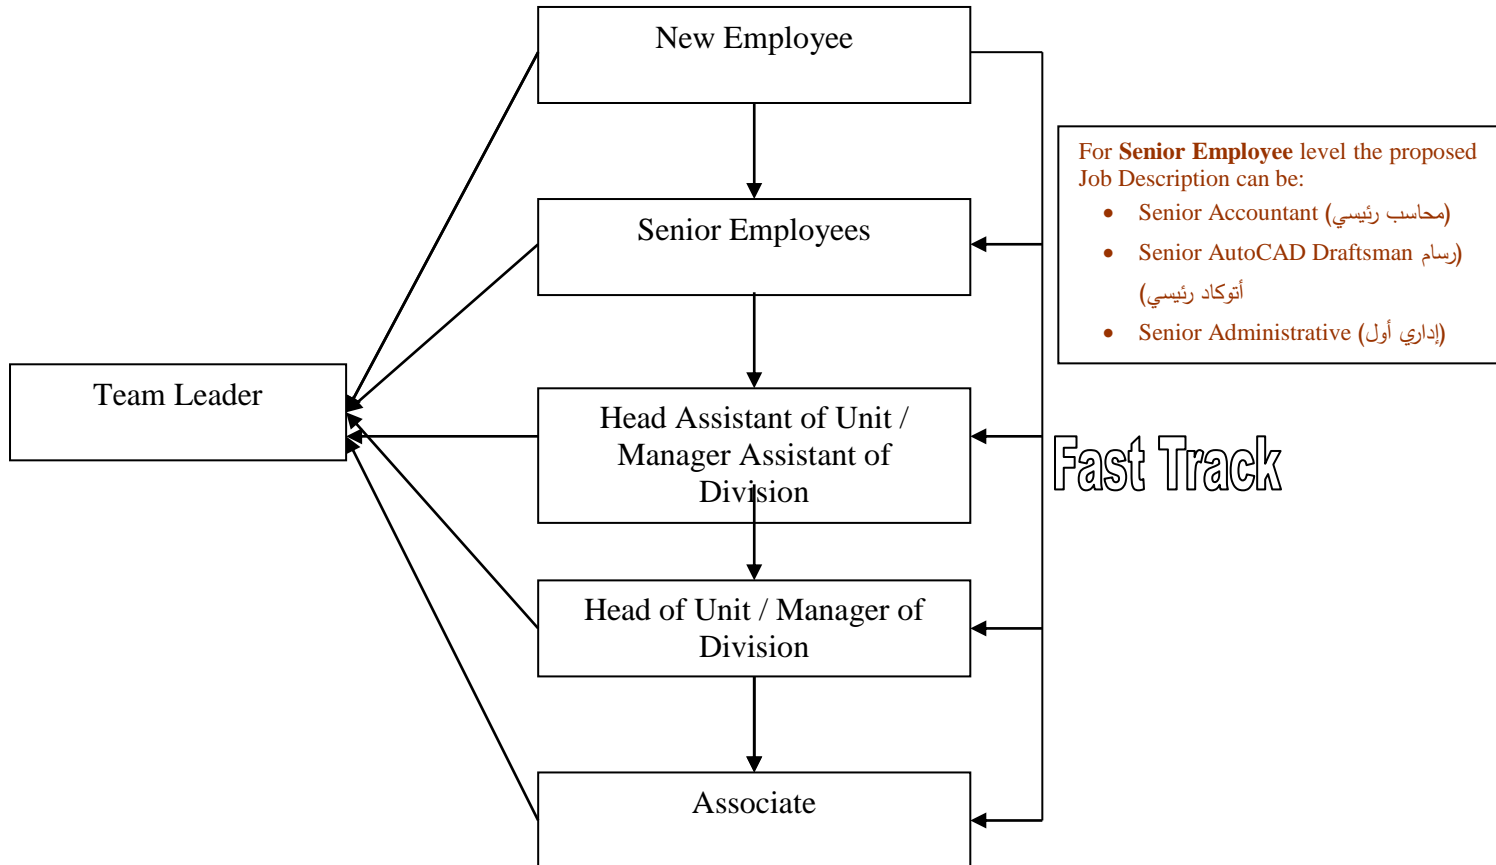 New Employee
For Senior Employee level the proposed
Job Description can be:
• Senior Accountant (محاسب رئيسي)
• Senior AutoCAD Draftsman (رسام
أتوكاد رئيسي)
• Senior Administrative (إداري أول)
Senior Employees
Team Leader
Head Assistant of Unit /
Manager Assistant of
Division
Fast Track
Head of Unit / Manager of
Division
Associate